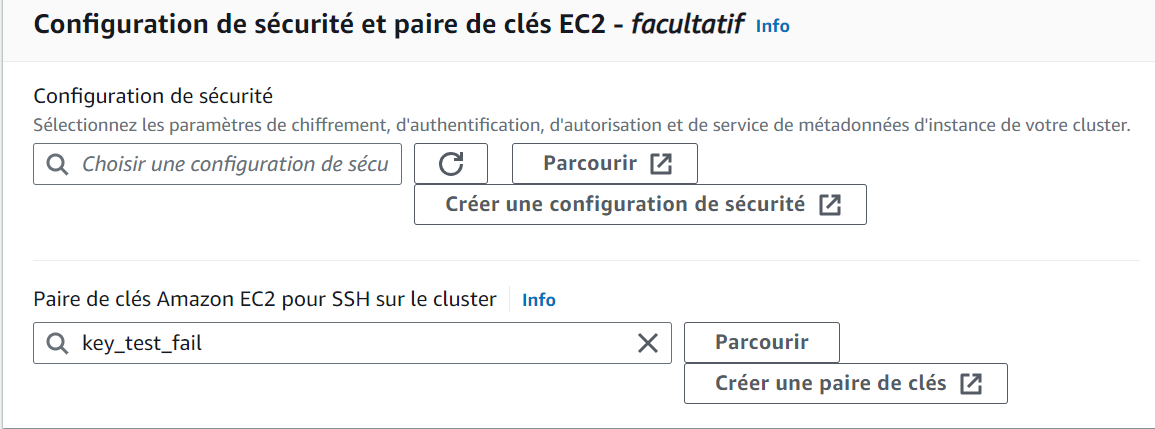 Configuration de sécurité et paire de clés EC2 - facultatif Info
Configuration de sécurité
Sélectionnez les paramètres de chiffrement, d'authentification, d'autorisation et de service de métadonnées d'instance de votre cluster.
Choisir une configuration de sécu
Parcourir
Créer une configuration de sécurité
Paire de clés Amazon EC2 pour SSH sur le cluster Info
key_test_fail
Parcourir
Créer une paire de clés